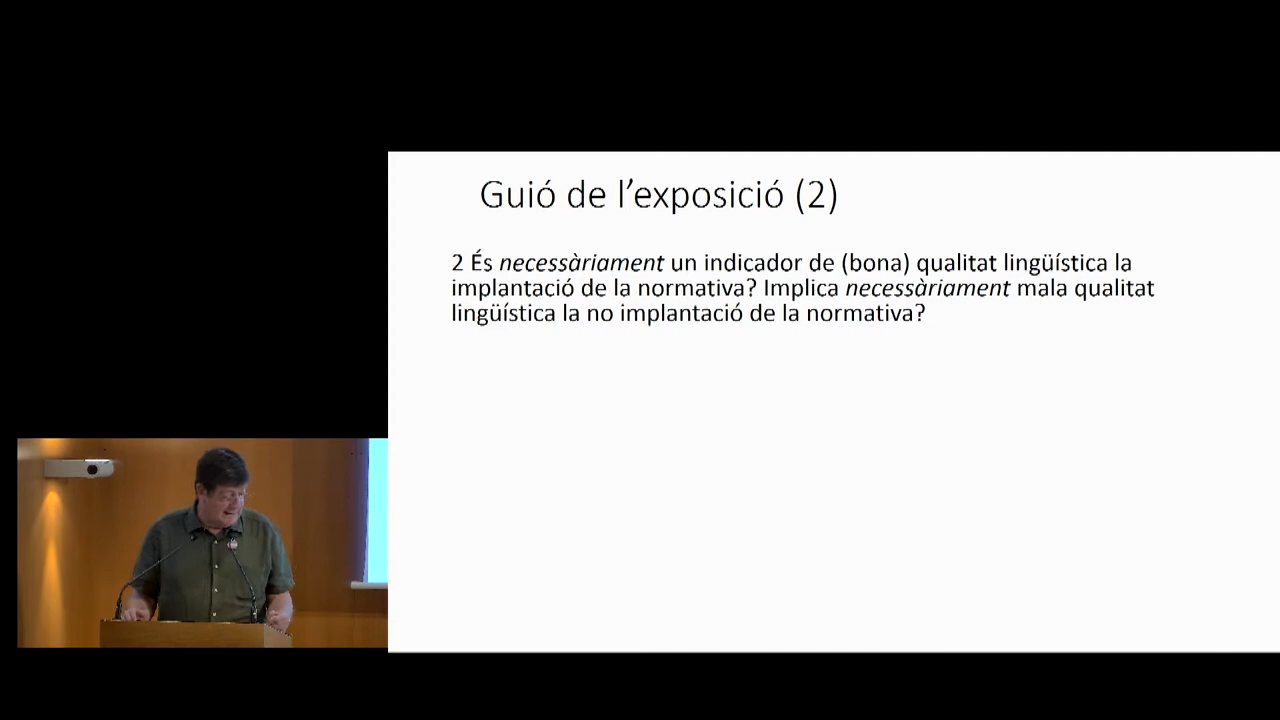 Guió de l’exposició (2)
2 És necessàriament un indicador de (bona) qualitat lingüística la
implantació de la normativa? Implica necessàriament mala qualitat
lingüística la no implantació de la normativa?